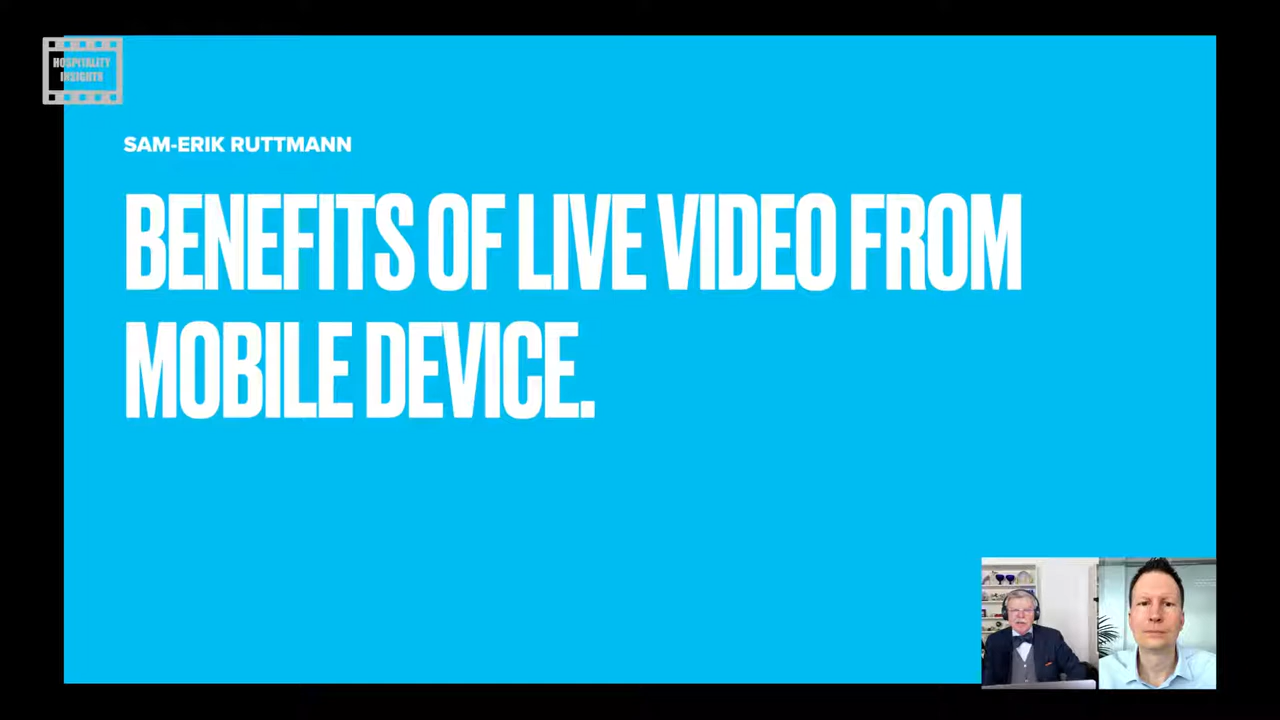 HOSPITALITY
INSIGHTS
SAM-ERIK RUTTMANN
BENEFITS OF LIVE VIDEO FROM
MOBILE DEVICE.